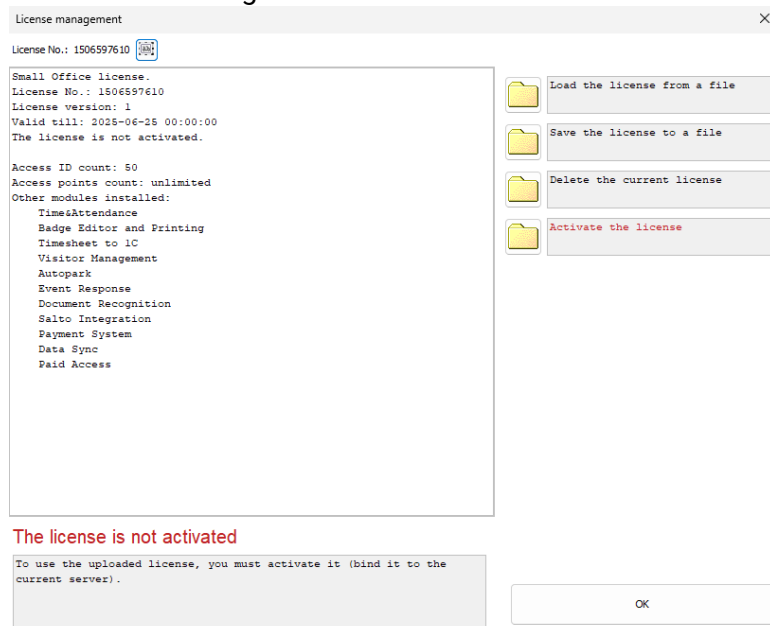 License management
License No.: 1506597610
Small Office license.
License No.: 1506597610
License version: 1
Valid till: 2025-06-25 00:00:00
The license is not activated.
Access ID count: 50
Access points count: unlimited
Other modules installed:
Time&Attendance
Badge Editor and Printing
Timesheet to 1C
Visitor Management
Autopark
Event Response
Document Recognition
Salto Integration
Payment System
Data Sync
Paid Access
Load the license from a file
Save the license to a file
Delete the current license
Activate the license
The license is not activated
To use the uploaded license, you must activate it (bind it to the
current server).
OK